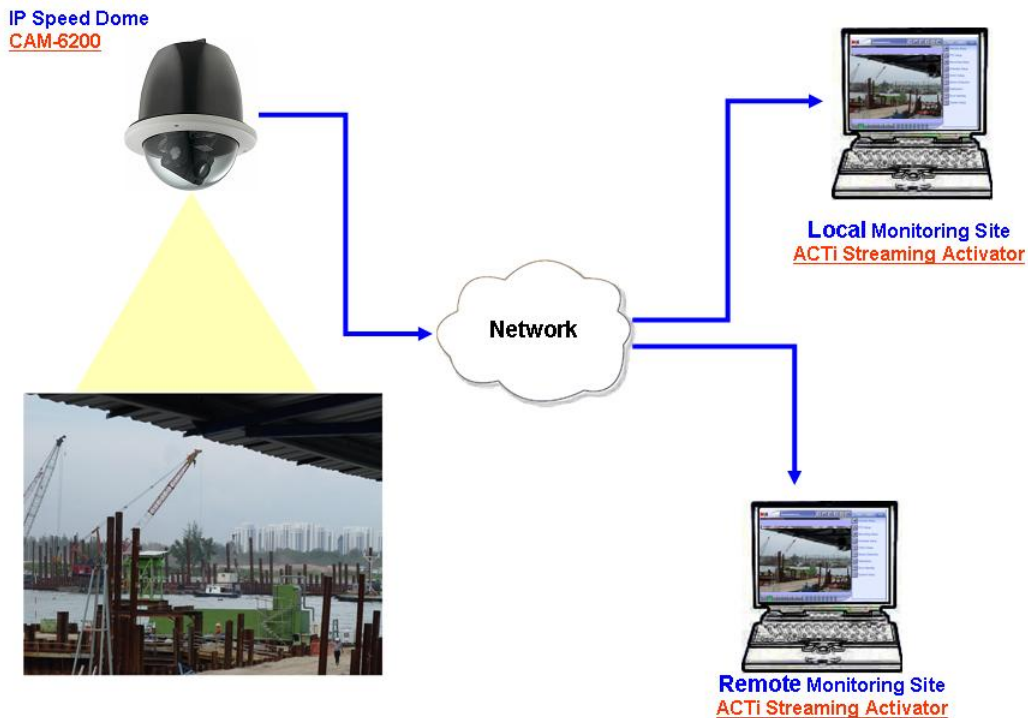 IP Speed Dome
CAM-6200
Network
Local Monitoring Site
ACTi Streaming Activator
Remote Monitoring Site
ACTi Streaming Activator